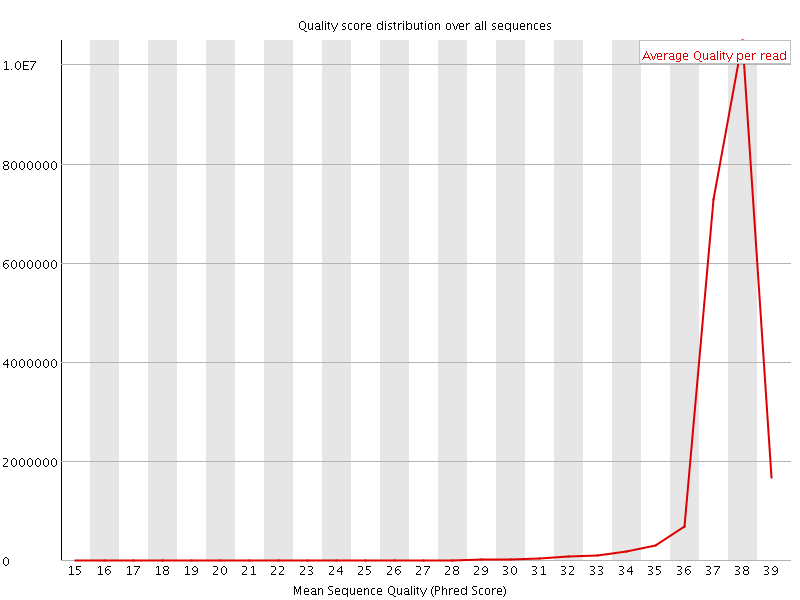 Quality score distribution over all sequences
Average Quality per read
1.0E7
8000000
6000000
4000000
2000000
0
15 16 17 18 19 20 21 22 23 24 25 26 27 28 29 30 31 32 33 34 35 36 37 38 39
Mean Sequence Quality (Phred Score)